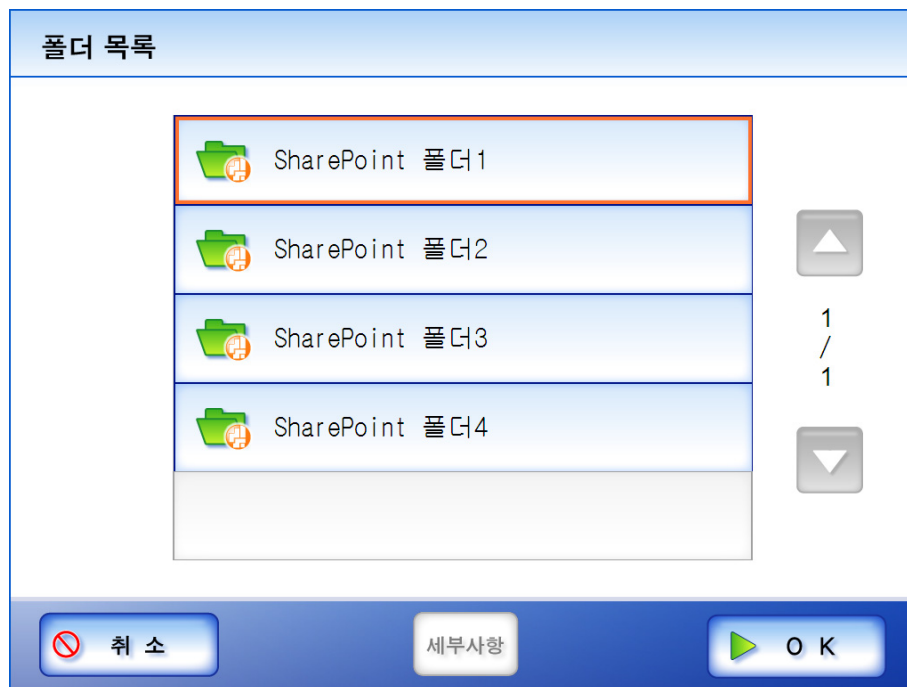 폴더 목록
SharePoint 폴더1
SharePoint 폴더2
SharePoint 폴더3
SharePoint 폴더4
1
/
1
취 소
세부사항
O K